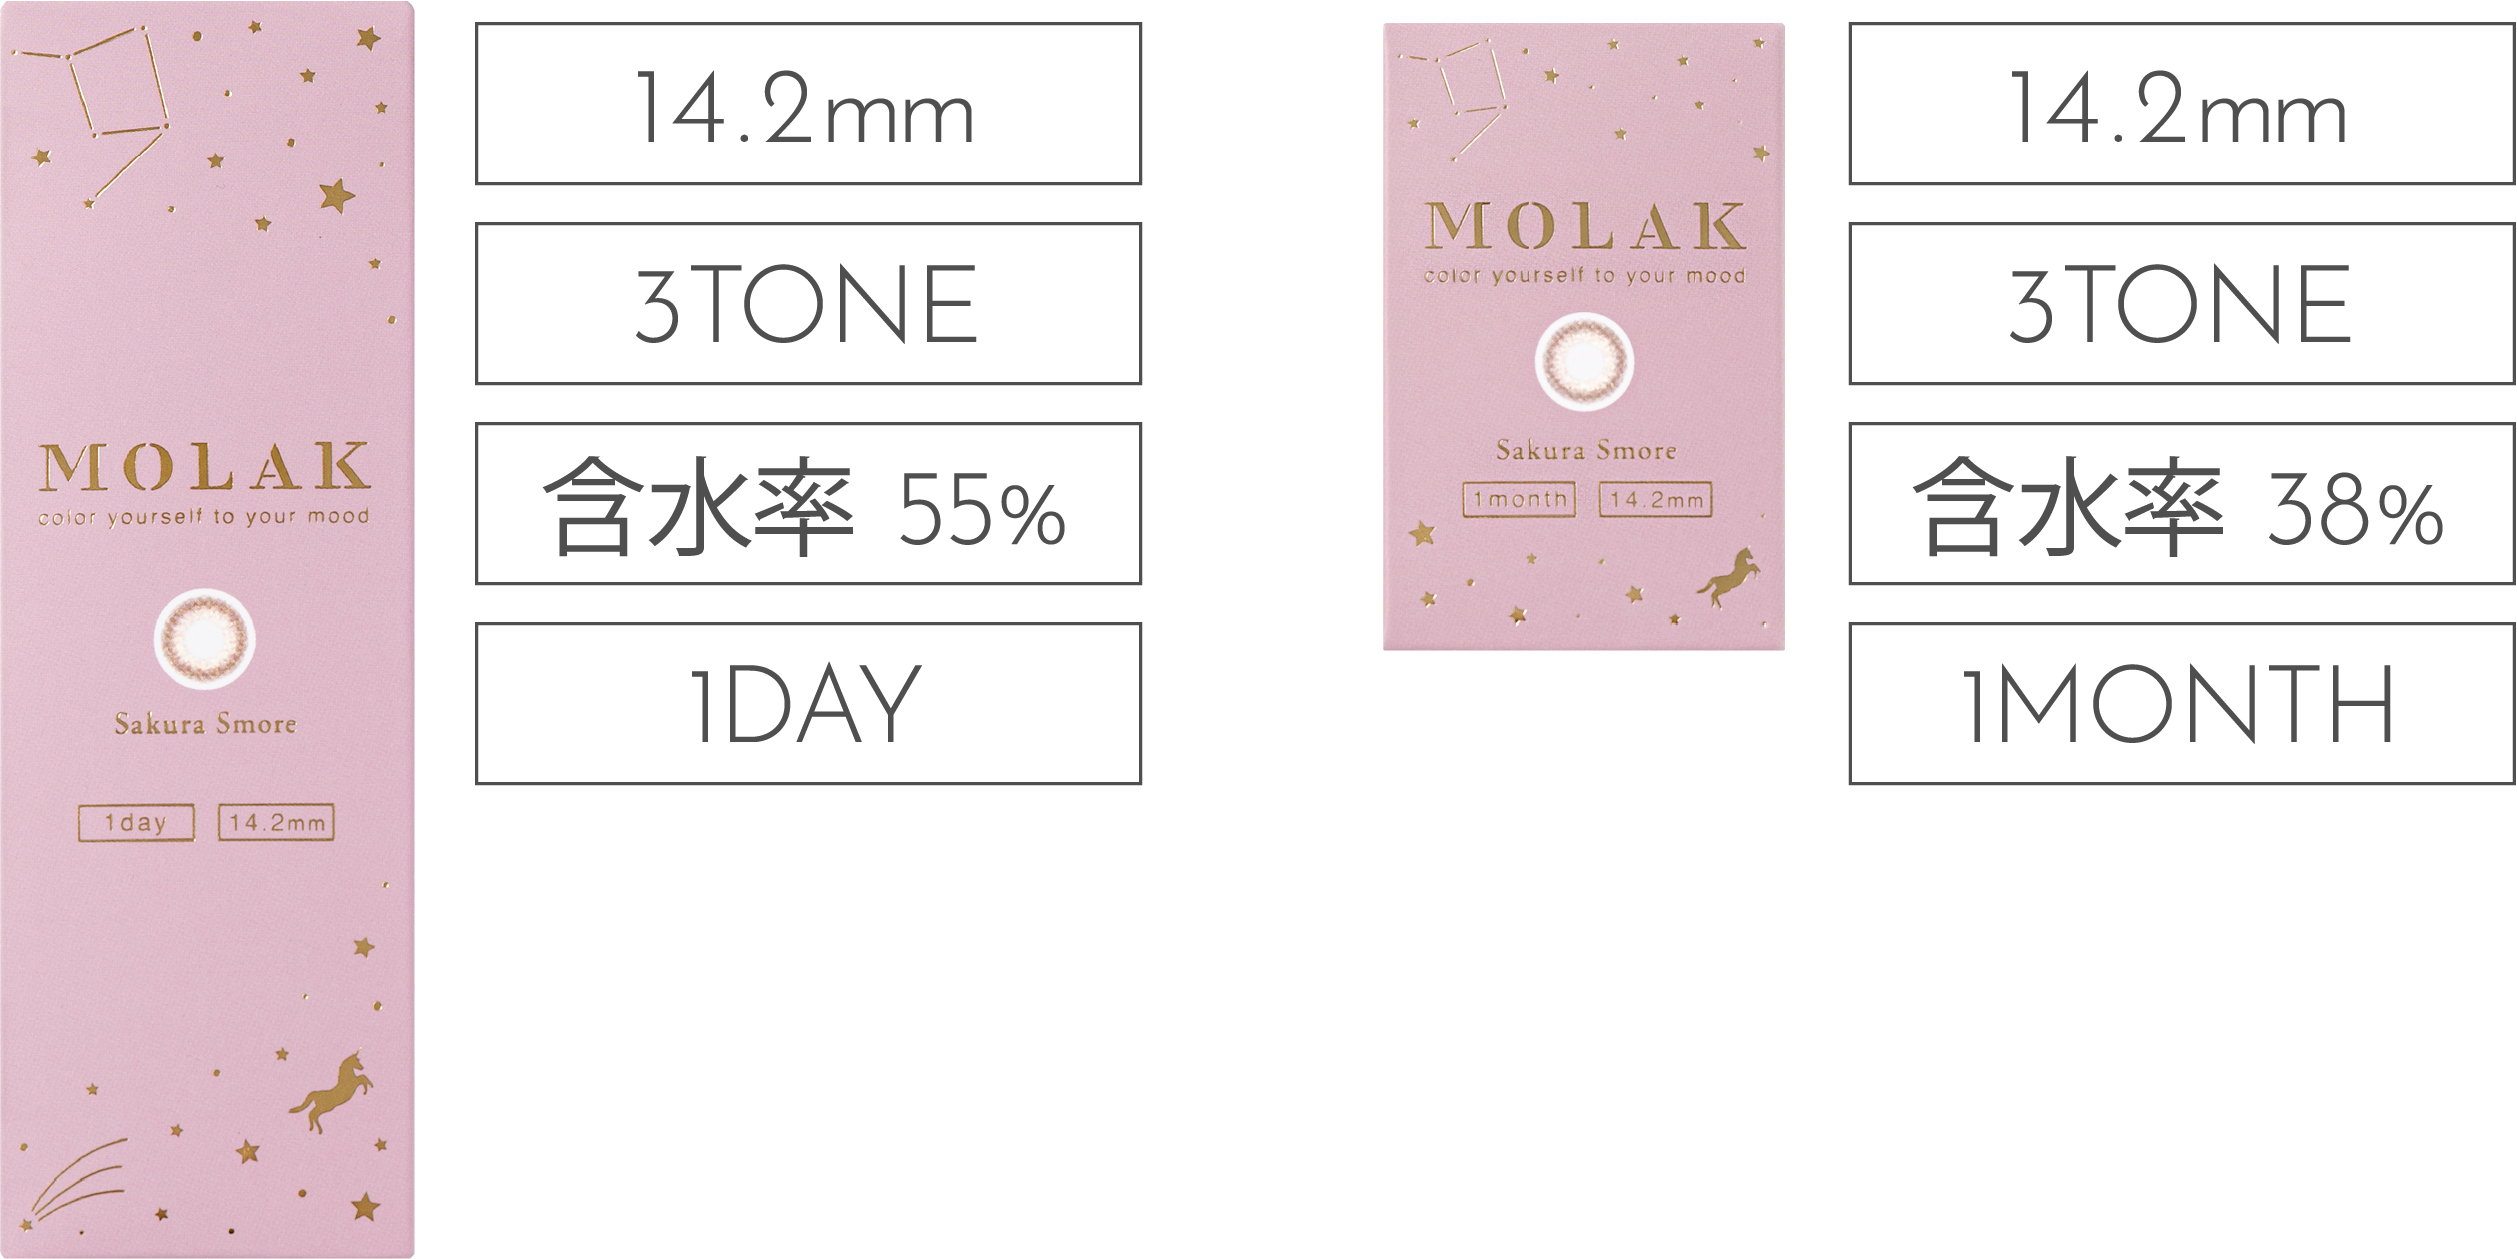 MOLAK
color yourself to your mood
Sakura Smore
1day
14.2mm
14.2mm
3TONE
含水率 55%
1DAY
MOLAK
color yourself to your mood
Sakura Smore
1month
14.2mm
14.2mm
3TONE
含水率 38%
1MONTH